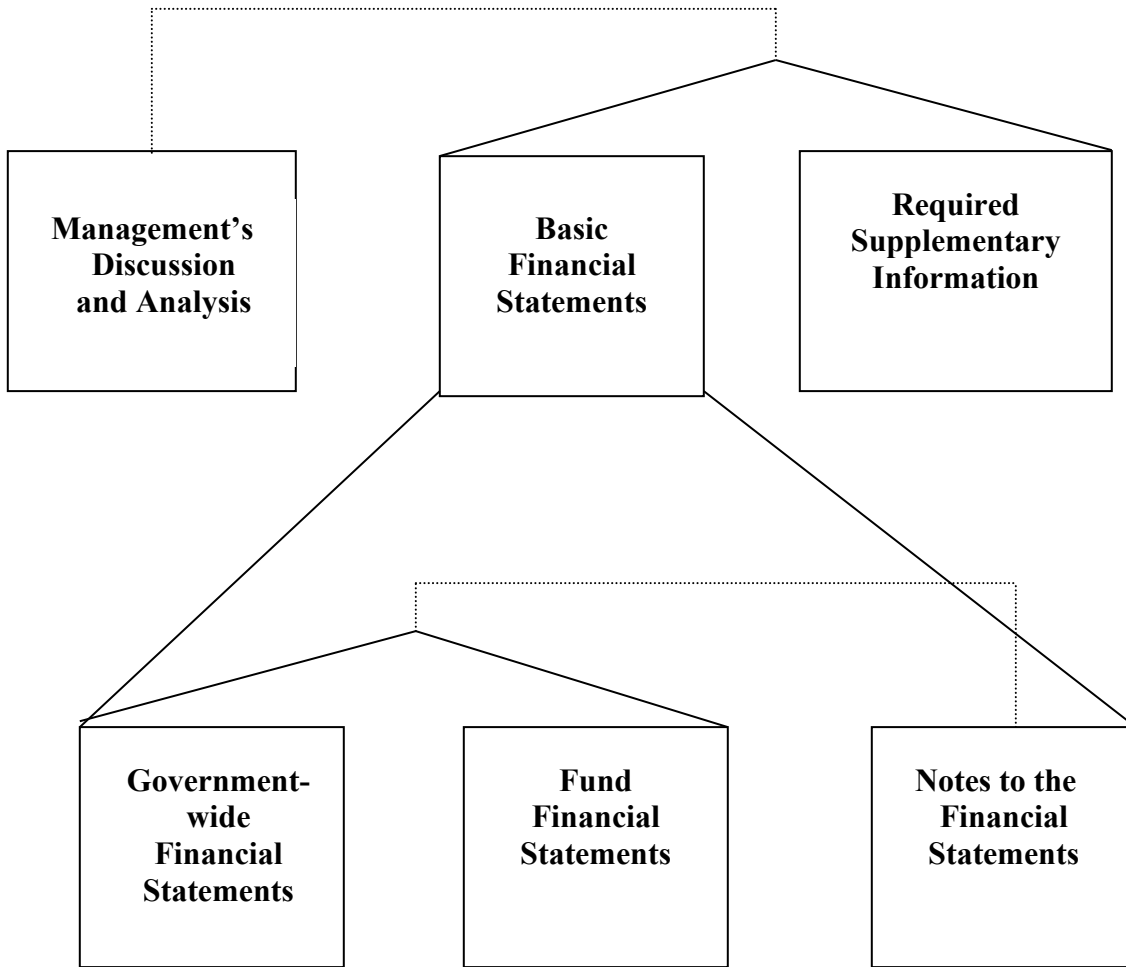 Management’s
Discussion
and Analysis
Basic
Financial
Statements
Required
Supplementary
Information
Government-
wide
Financial
Statements
Fund
Financial
Statements
Notes to the
Financial
Statements